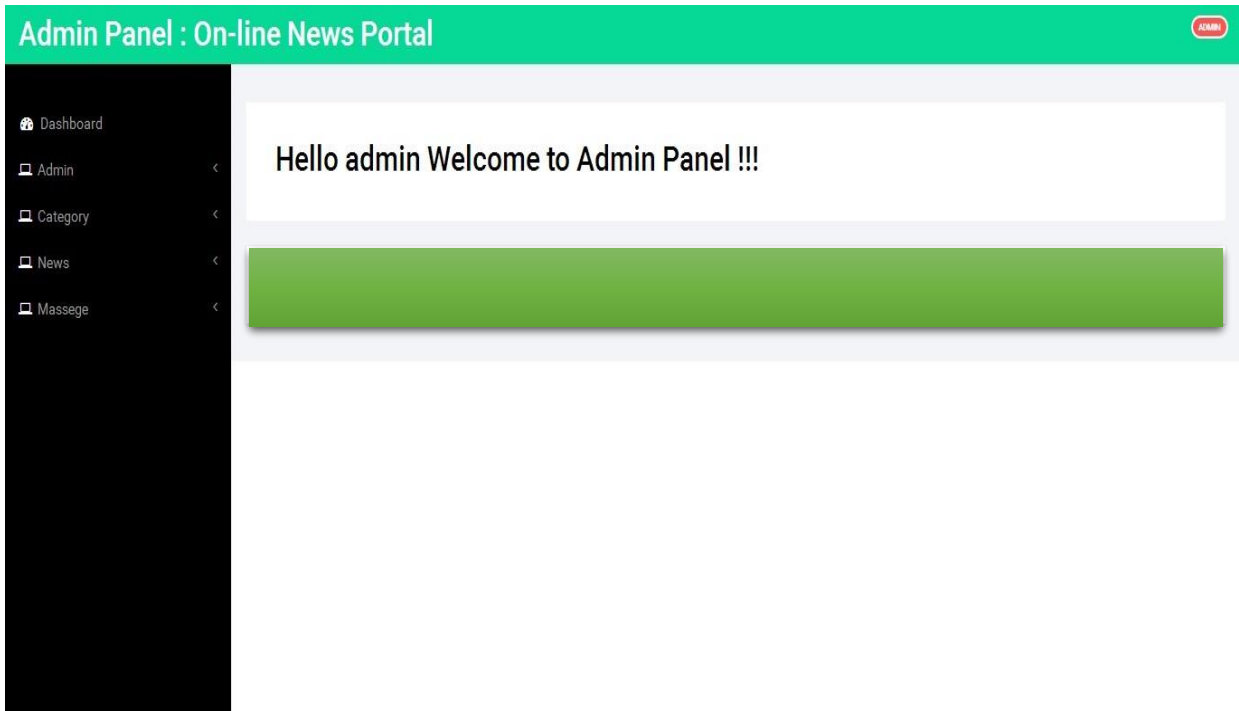 Admin Panel : On-line News Portal
ADMIN
Dashboard
Admin
Category
News
Massege
Hello admin Welcome to Admin Panel !!!